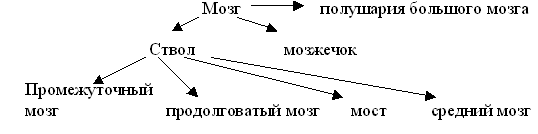 Мозг полушария большого мозга
Ствол мозжечок
Промежуточный
мозг продолговатый мозг мост средний мозг